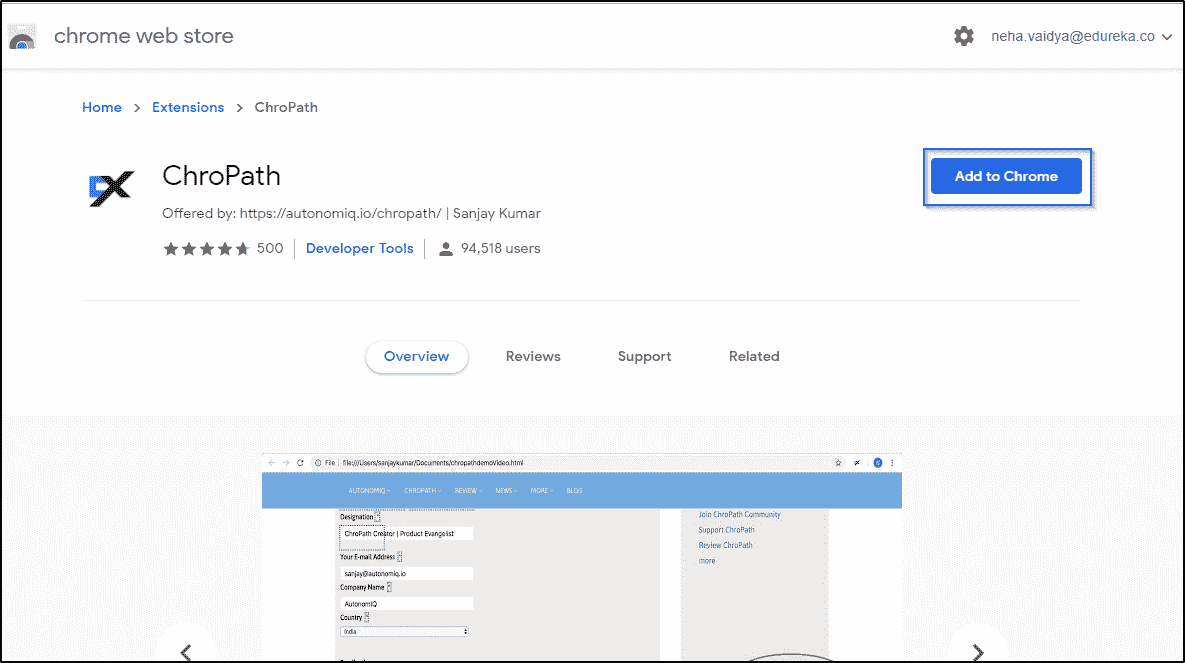 chrome web store
neha.vaidya@edureka.co
Home > Extensions > ChroPath
ChroPath
Add to Chrome
Offered by: https://autonomiq.io/chropath/ | Sanjay Kumar
500 Developer Tools 94,518 users
Overview Reviews Support Related
File file:///Users/sanjaykumar/Documents/chropathdemoVideo.html
AUTONOMIQ CHROPATH REVIEW NEWS MORE BLOG
Designation
Join ChroPath Community
ChroPath Creator | Product Evangelist
Support ChroPath
Review ChroPath
Your E-mail Address
more
sanjay@autonomiq.io
Company Name
AutonomIQ
Country
India